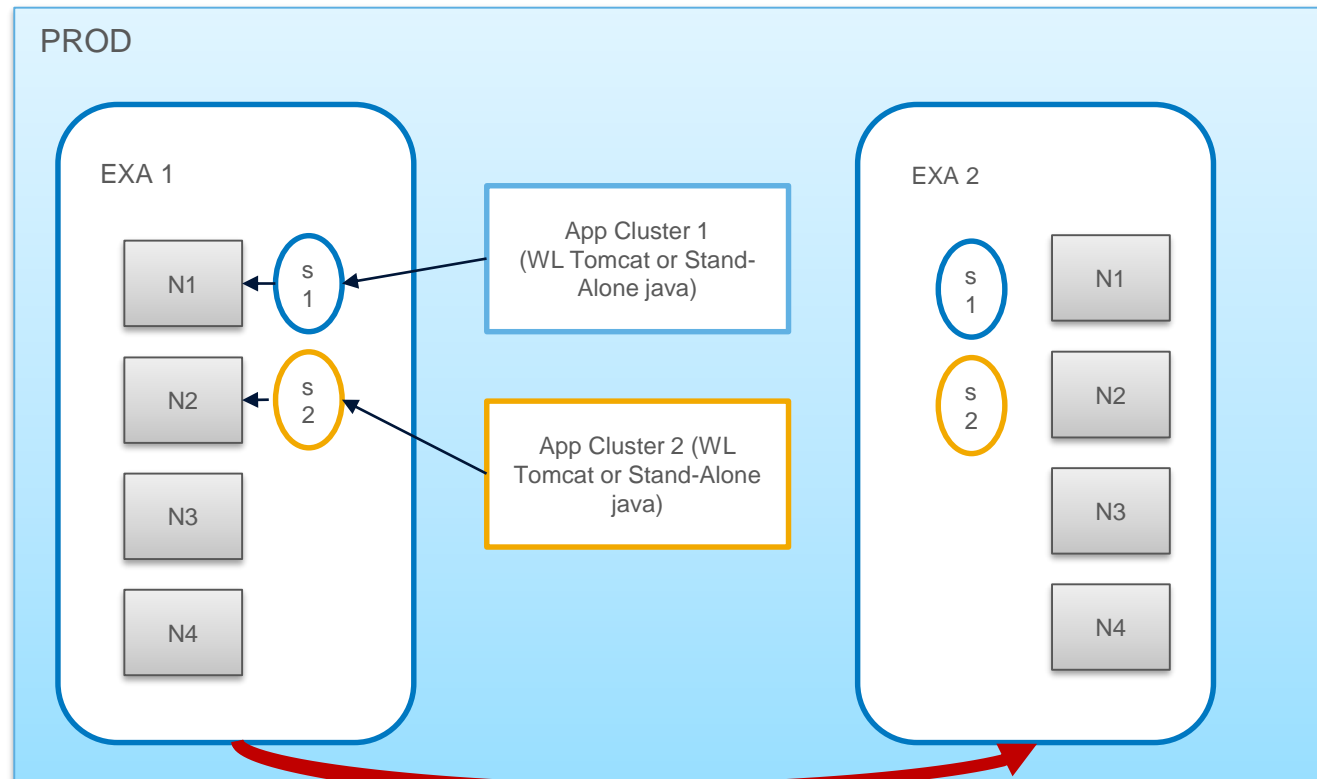 PROD
EXA 1
N1
s
1
N2
s
2
N3
N4
App Cluster 1
(WL Tomcat or Stand-
Alone java)
App Cluster 2 (WL
Tomcat or Stand-Alone
java)
EXA 2
s
1
N1
s
2
N2
N3
N4